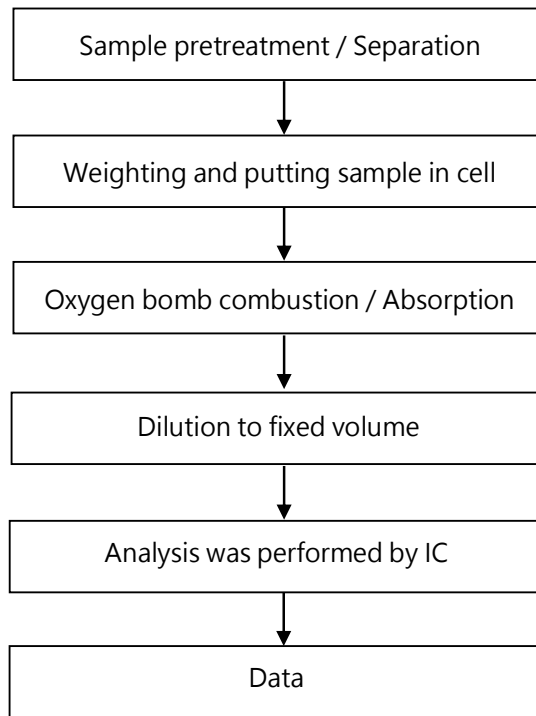 Sample pretreatment / Separation
Weighting and putting sample in cell
Oxygen bomb combustion / Absorption
Dilution to fixed volume
Analysis was performed by IC
Data